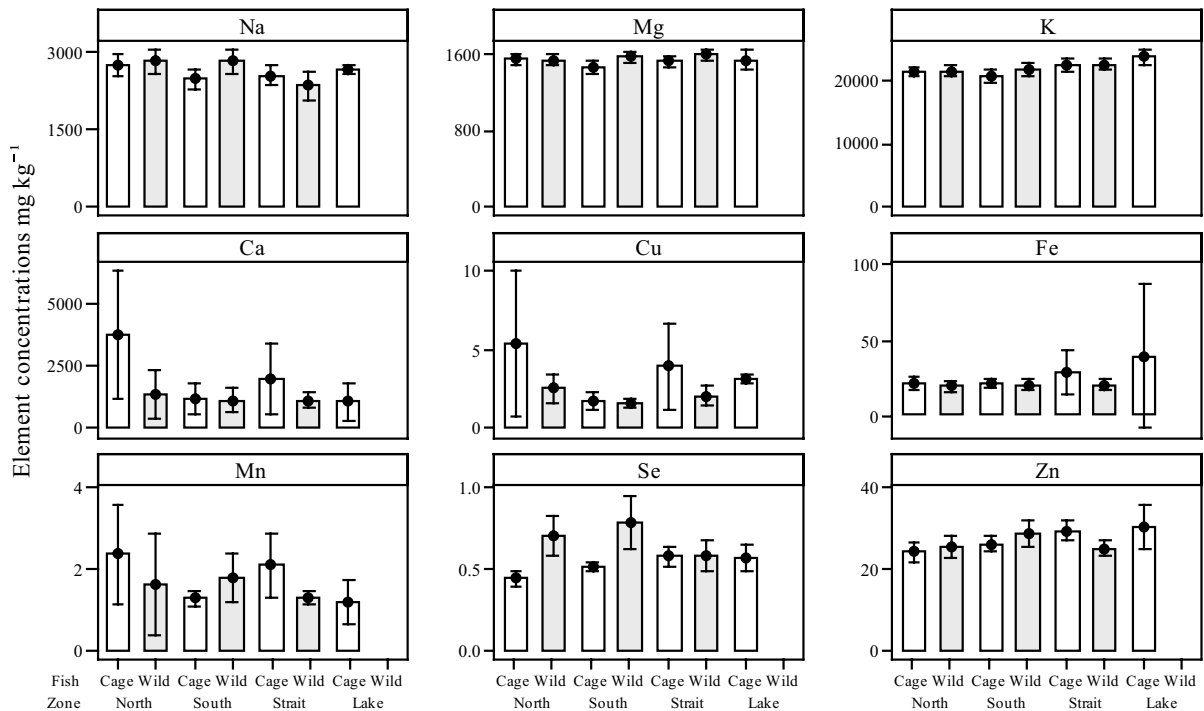 Element concentrations mg kg⁻¹
Na
3000
1500
0
Mg
1600
800
0
K
20000
10000
0
Ca
5000
2500
0
Cu
10
5
0
Fe
100
50
0
Mn
4
2
0
Se
1.0
0.5
0.0
Zn
40
20
0
Fish Cage Wild Cage Wild Cage Wild Cage Wild Cage Wild Cage Wild Cage Wild Cage Wild Cage Wild Cage Wild Cage Wild Cage Wild
Zone North South Strait Lake North South Strait Lake North South Strait Lake